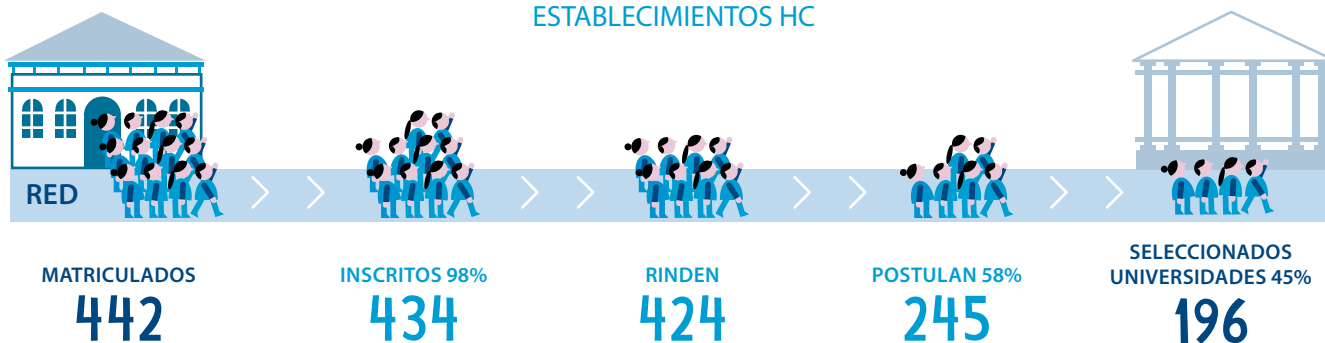 ESTABLECIMIENTOS HC
RED
MATRICULADOS
442
INSCRITOS 98%
434
RINDEN
424
POSTULAN 58%
245
SELECCIONADOS
UNIVERSIDADES 45%
196